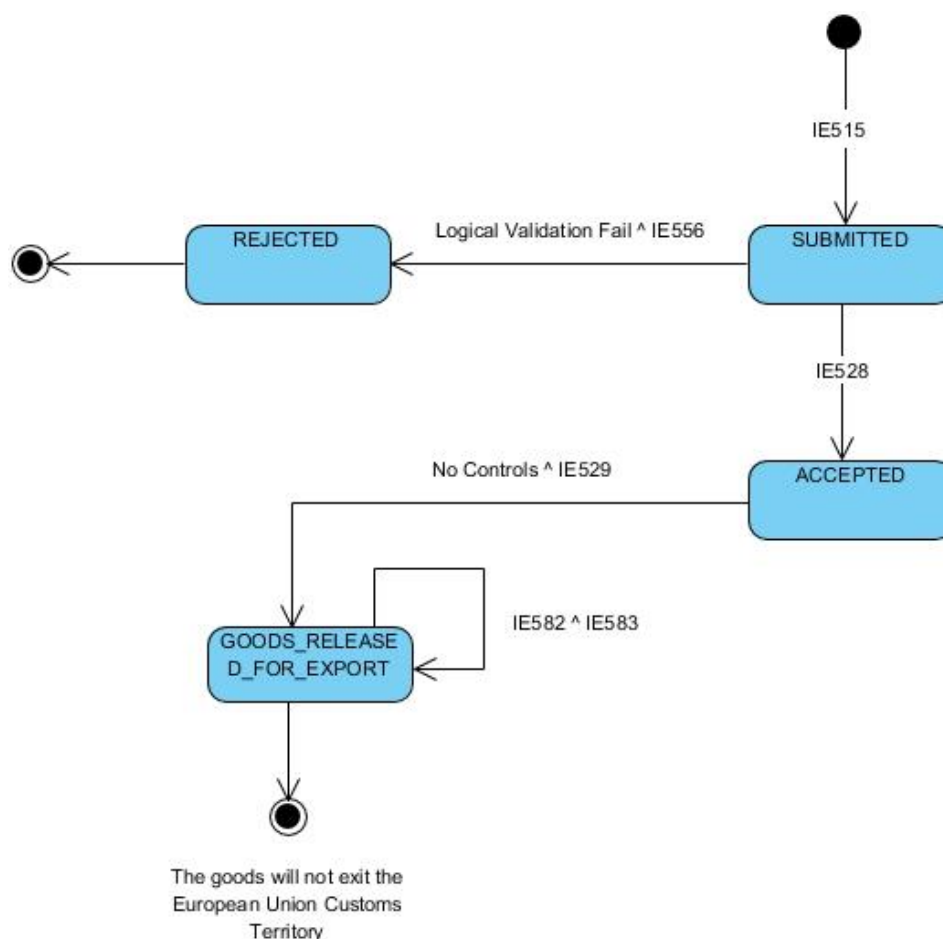 IE515
REJECTED
Logical Validation Fail ^ IE556
SUBMITTED
IE528
No Controls ^ IE529
ACCEPTED
IE582 ^ IE583
GOODS_RELEASE
D_FOR_EXPORT
The goods will not exit the
European Union Customs
Territory